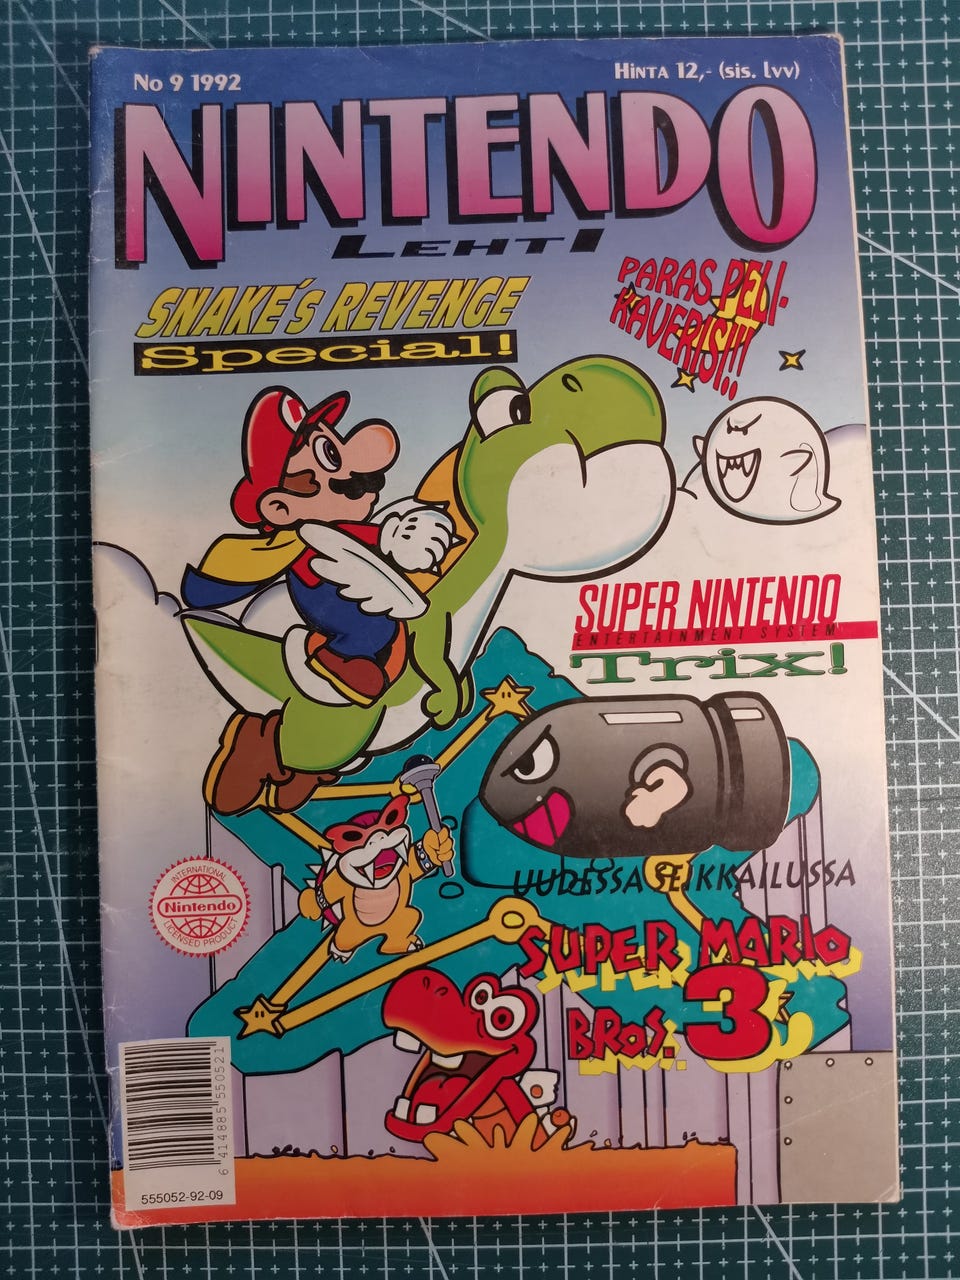 No 9 1992
HINTA 12,- (sis. Lvv)
NINTENDO
LEHTI
SNAKE'S REVENGE
Special!
PARAS PELI-
KAVERISI!!!
M
SUPER NINTENDO
ENTERTAINMENT SYSTEM
Trix!
UUDESSA SEIKKAILUSSA
SUPER MARIO
BROS. 3
INTERNATIONAL
Nintendo
LICENSED PRODUCT
6 414885 550521
555052-92-09